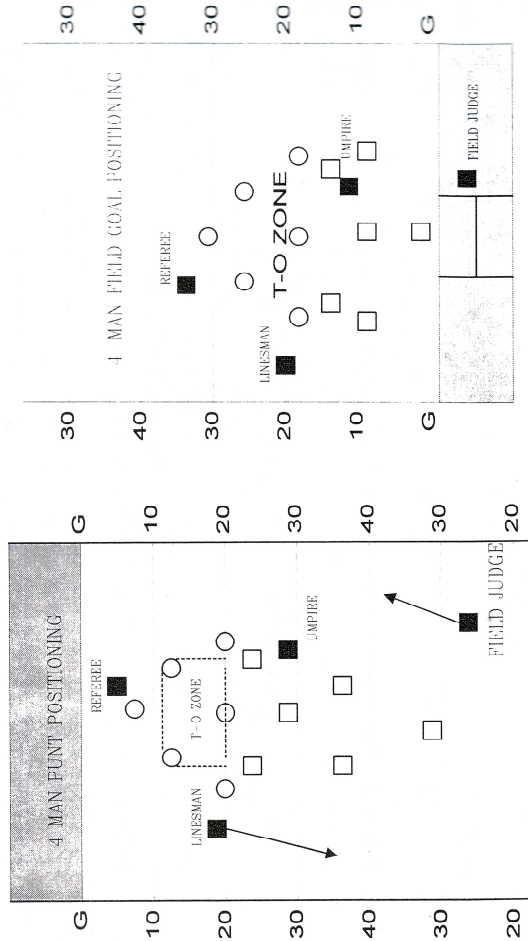 4 MAN PUNT POSITIONING
G G
REFEREE
10 10
T-O ZONE
LINESMAN
20 20
UMPIRE
30 30
40 40
30 30
FIELD JUDGE
20 20
4 MAN FIELD GOAL POSITIONING
30 30
REFEREE
30 30
T-O ZONE
LINESMAN
20 20
UMPIRE
10 10
G G
FIELD JUDGE